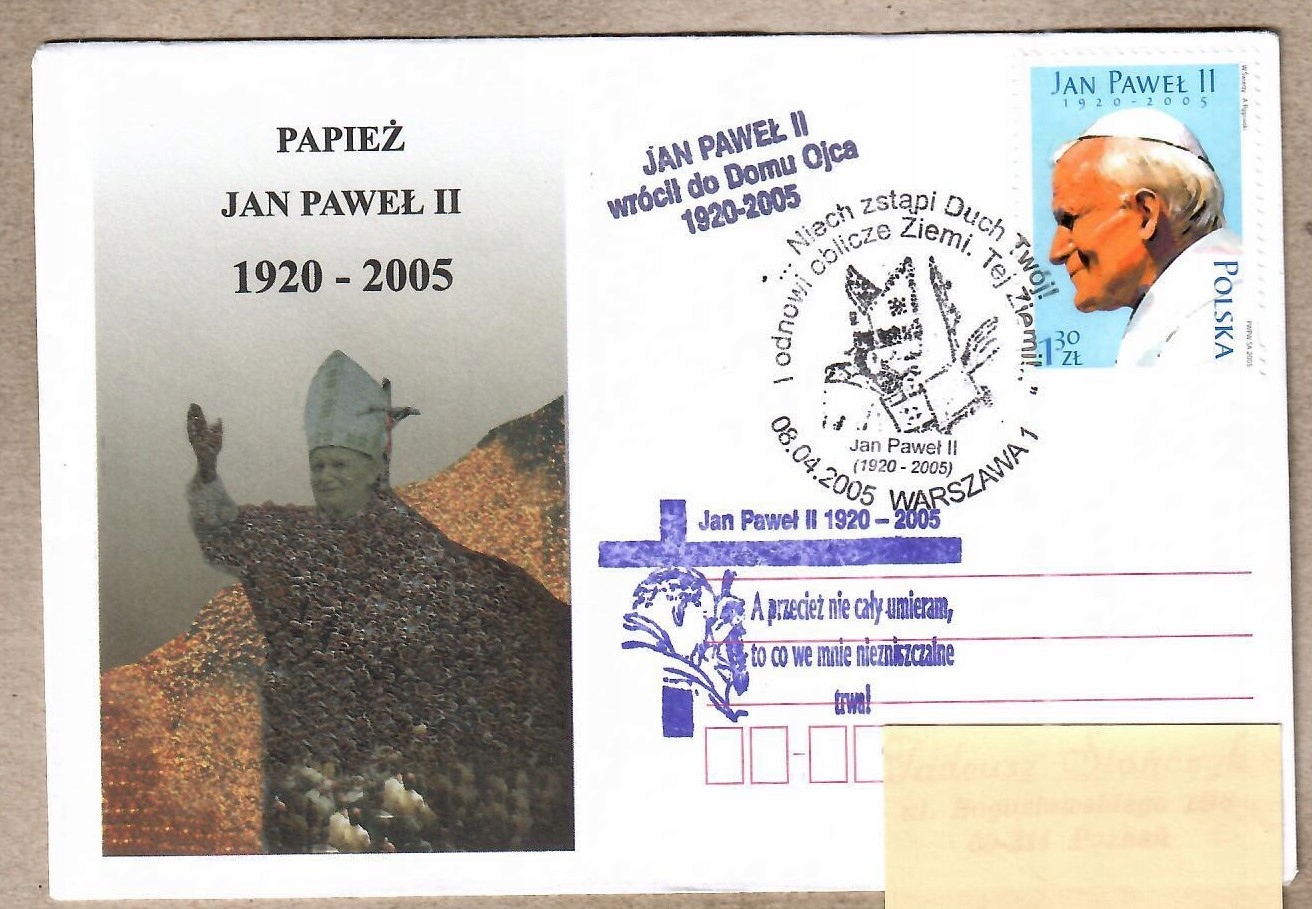 PAPIEŻ
JAN PAWEŁ II
1920 - 2005
JAN PAWEŁ II
wrócił do Domu Ojca
1920-2005
JAN PAWEŁ II
1920-2005
POLSKA
1 30
ZŁ
PWPW SA 2005
... Niech zstąpi Duch Twój!
I odnowi oblicze Ziemi. Tej Ziemi!.. "
Jan Paweł II
(1920 - 2005)
08.04.2005 WARSZAWA 1
Jan Paweł II 1920 – 2005
A przecież nie cały umieram,
to co we mnie niezniszczalne
trwa!